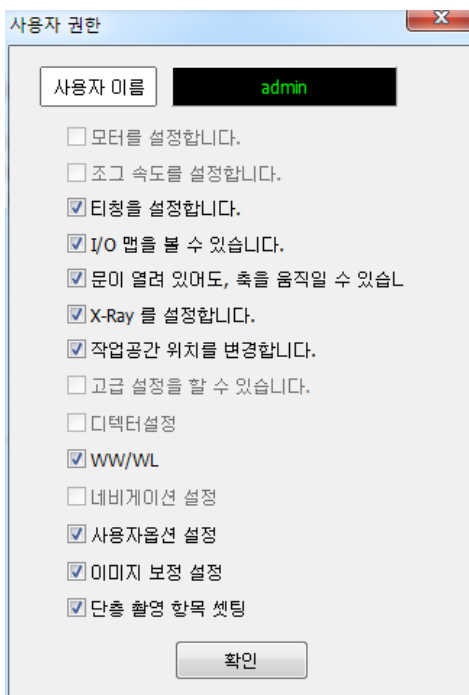 사용자 권한
사용자 이름 admin
모터를 설정합니다.
조그 속도를 설정합니다.
티칭을 설정합니다.
I/O 맵을 볼 수 있습니다.
문이 열려 있어도, 축을 움직일 수 있습ㄴ
X-Ray 를 설정합니다.
작업공간 위치를 변경합니다.
고급 설정을 할 수 있습니다.
디텍터설정
WW/WL
네비게이션 설정
사용자옵션 설정
이미지 보정 설정
단층 촬영 항목 셋팅
확인